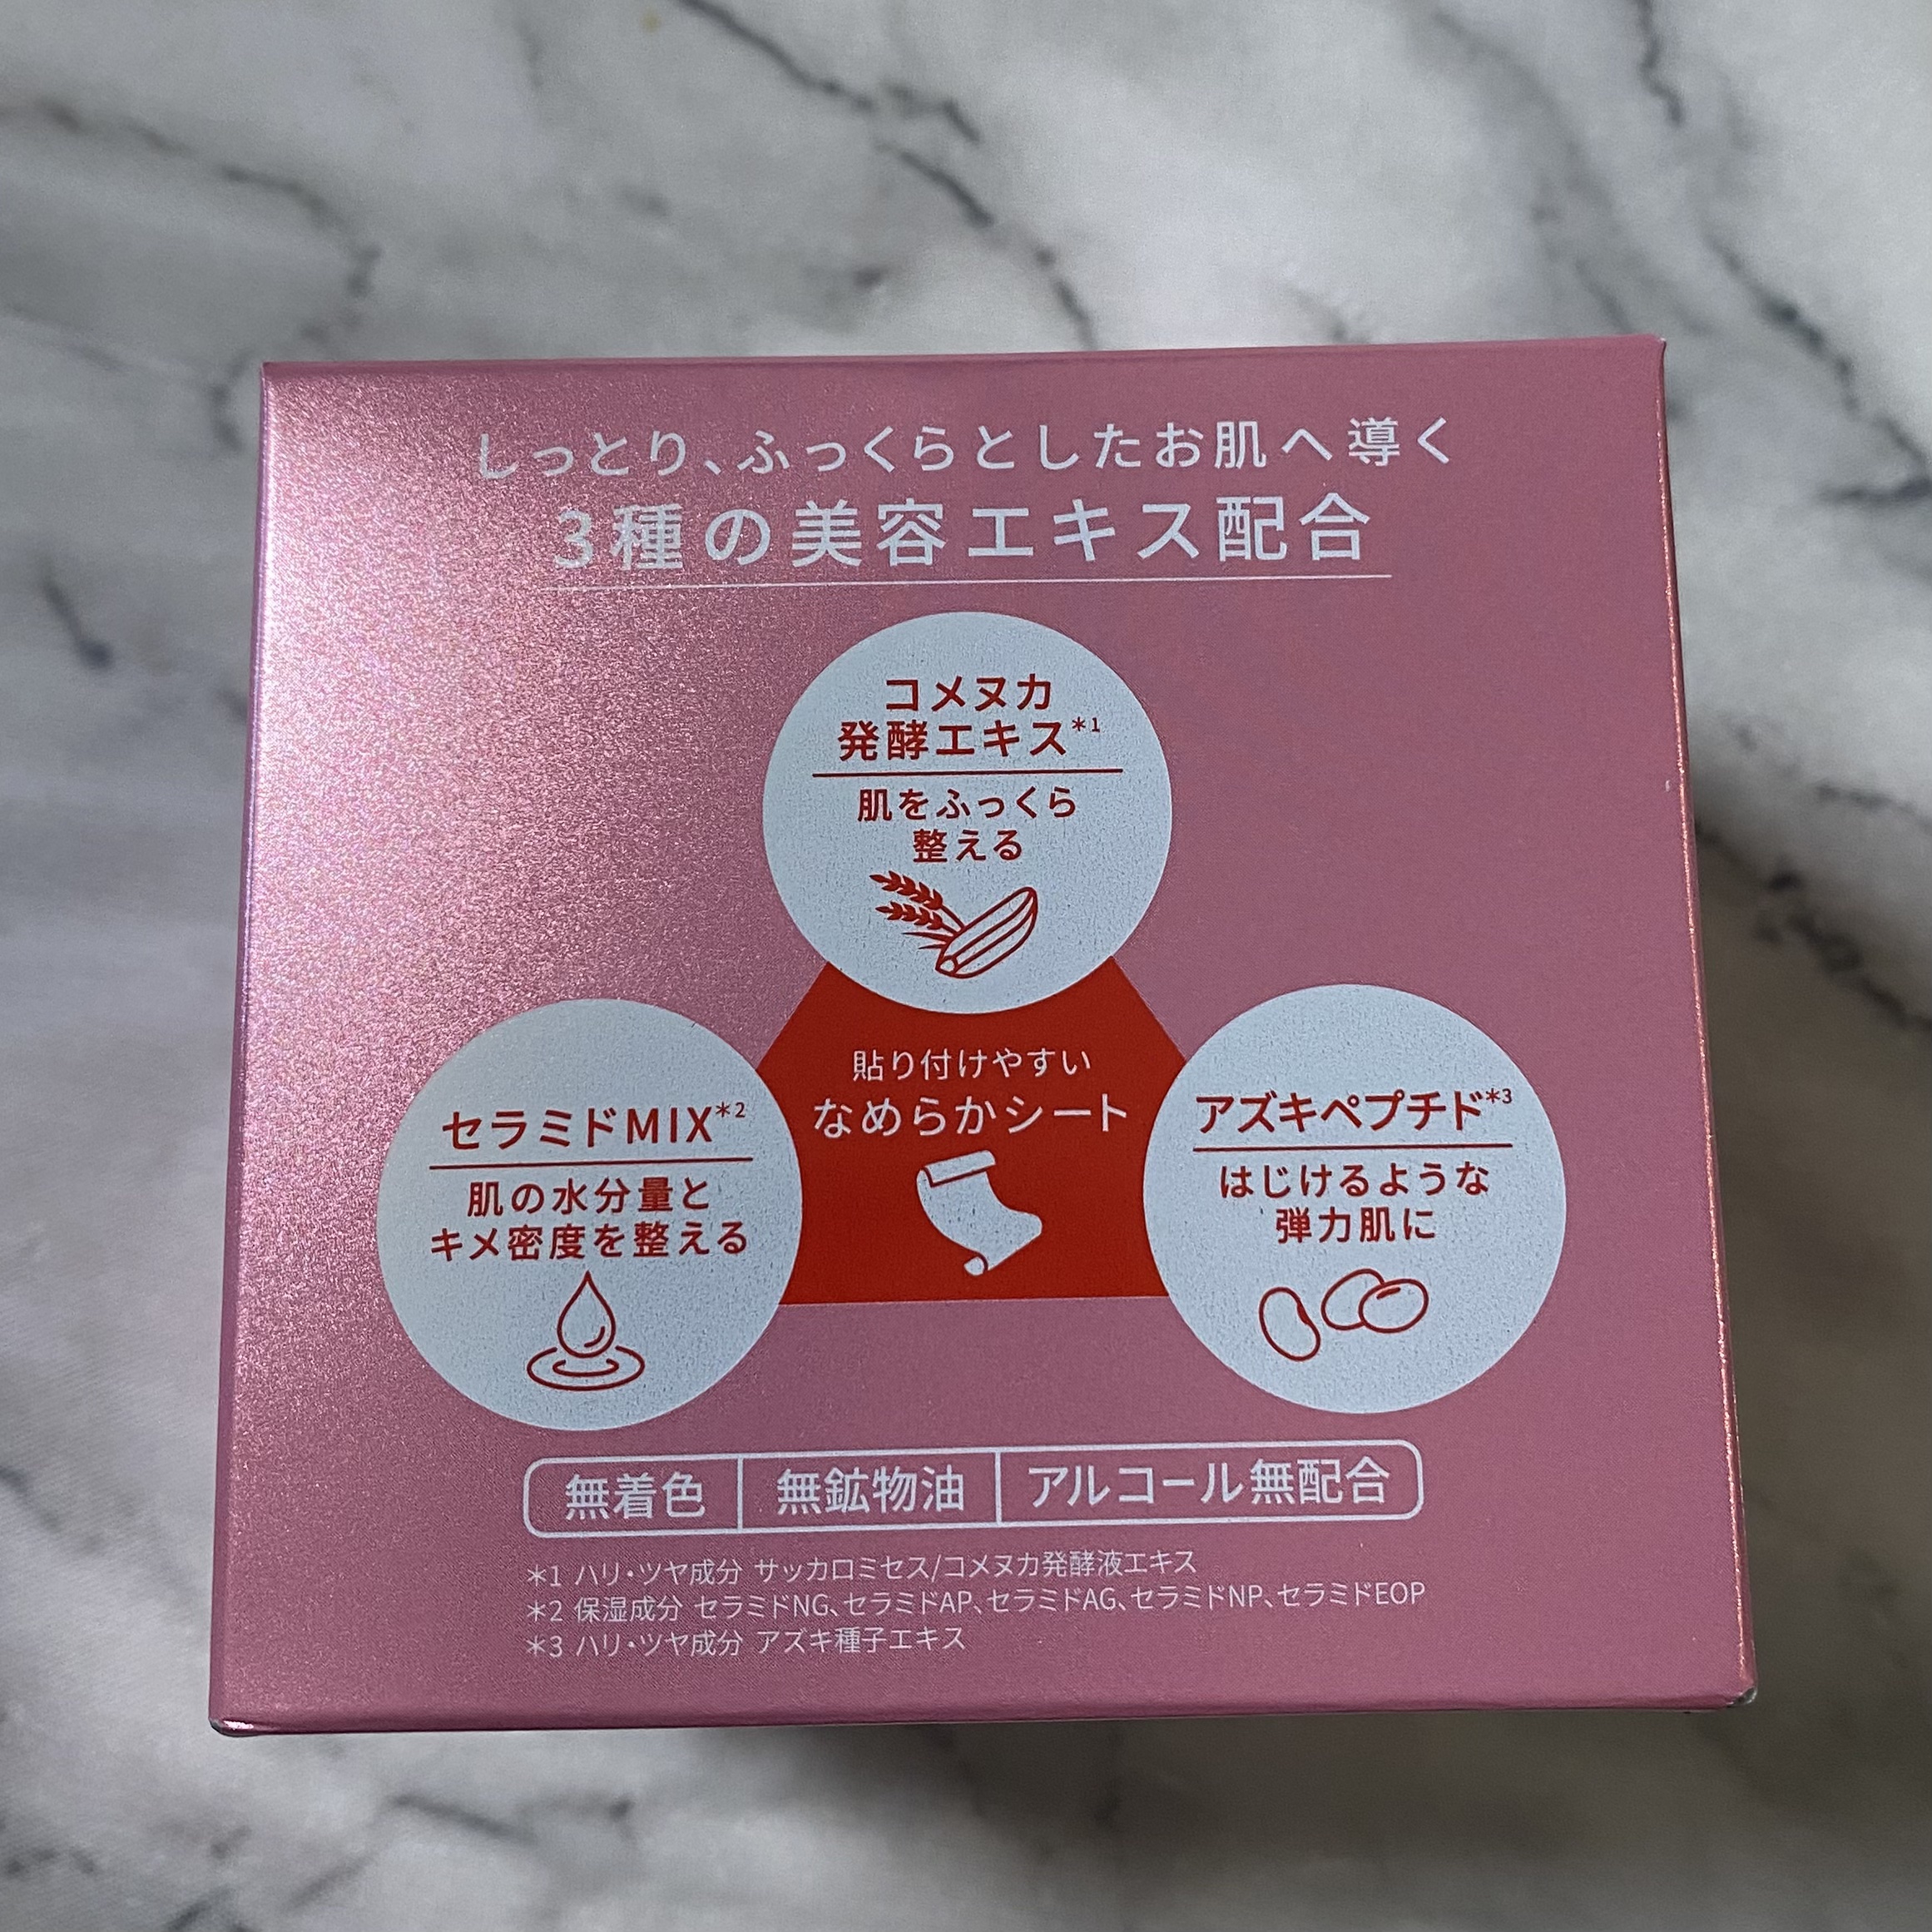 しっとり、ふっくらとしたお肌へ導く
3種の美容エキス配合
コメヌカ
発酵エキス*1
肌をふっくら
整える
貼り付けやすい
なめらかシート
セラミドMIX*2
肌の水分量と
キメ密度を整える
アズキペプチド*3
はじけるような
弾力肌に
無着色 無鉱物油 アルコール無配合
*1 ハリ・ツヤ成分 サッカロミセス/コメヌカ発酵液エキス
*2 保湿成分 セラミドNG、セラミドAP、セラミドAG、セラミドNP、セラミドEOP
*3 ハリ・ツヤ成分 アズキ種子エキス